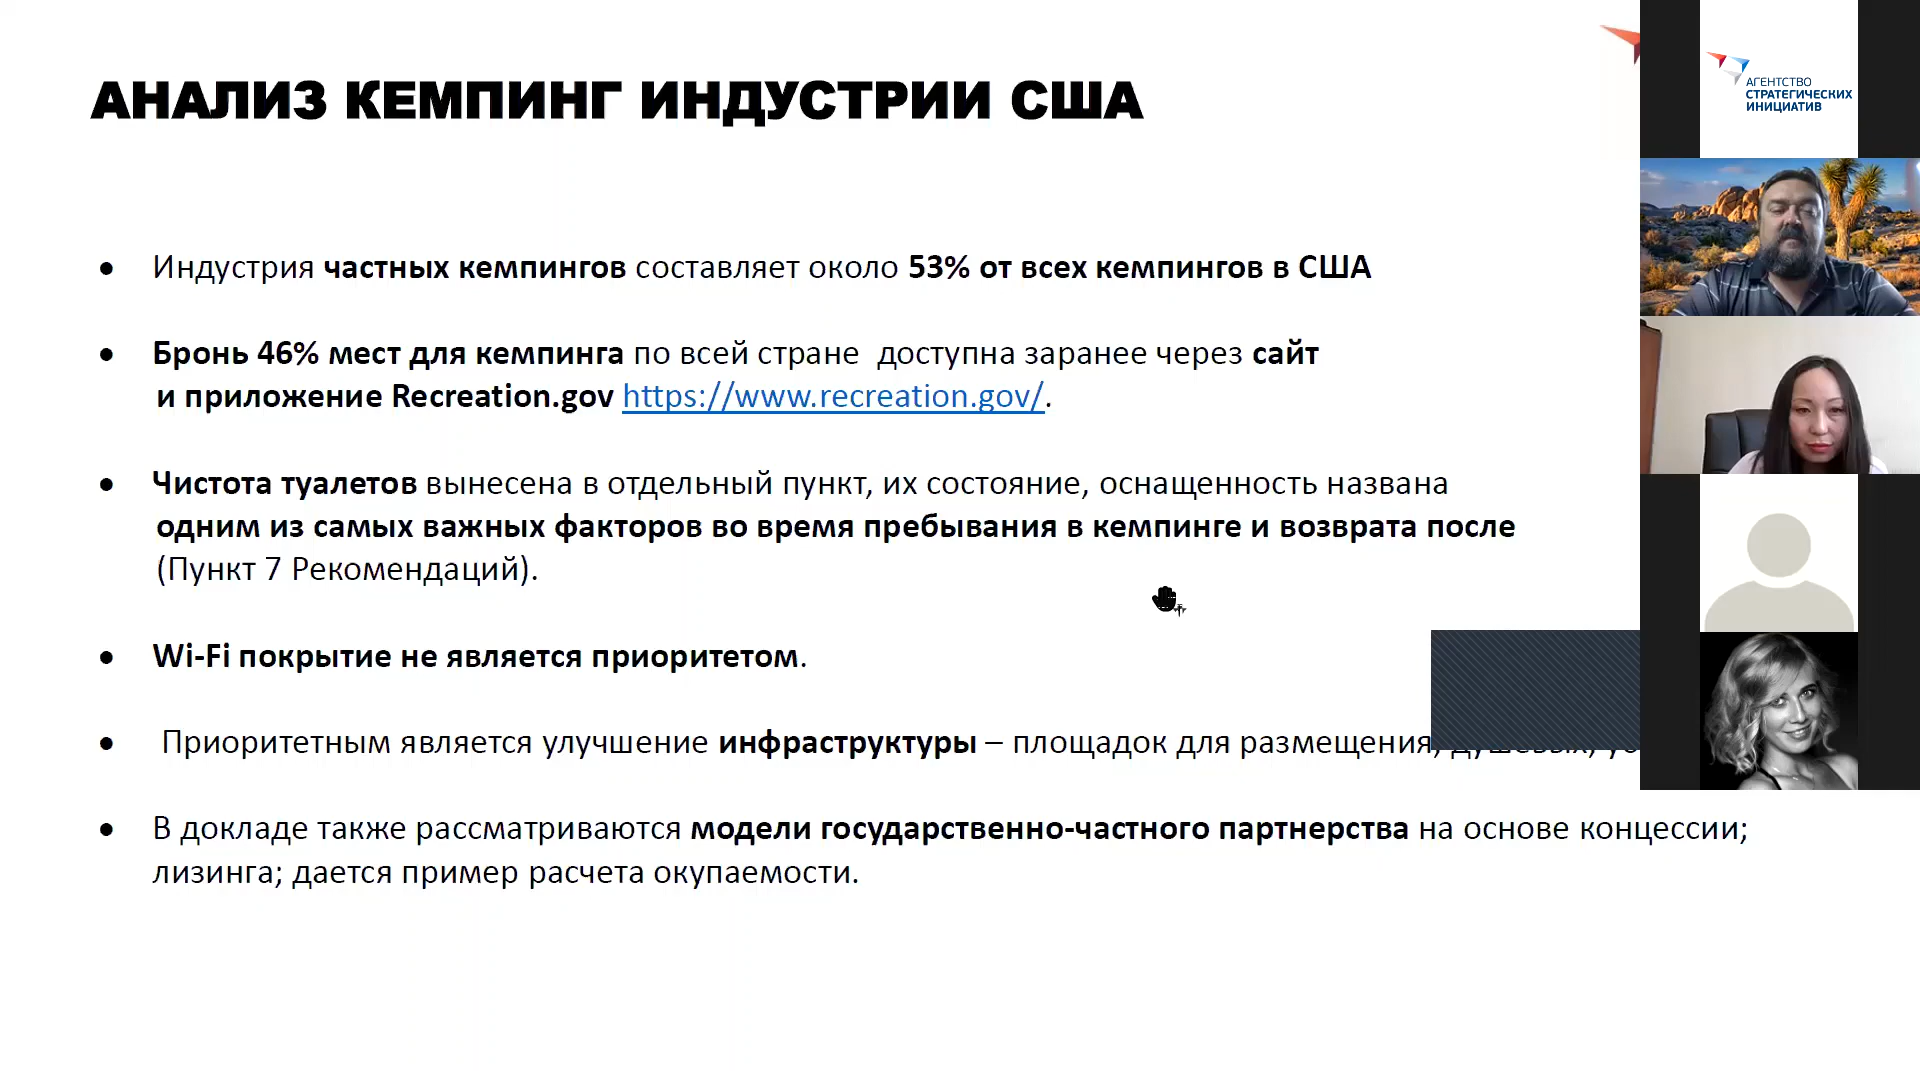 АНАЛИЗ КЕМПИНГ ИНДУСТРИИ США
• Индустрия частных кемпингов составляет около 53% от всех кемпингов в США
• Бронь 46% мест для кемпинга по всей стране доступна заранее через сайт
и приложение Recreation.gov https://www.recreation.gov/.
• Чистота туалетов вынесена в отдельный пункт, их состояние, оснащенность названа
одним из самых важных факторов во время пребывания в кемпинге и возврата после
(Пункт 7 Рекомендаций).
• Wi-Fi покрытие не является приоритетом.
• Приоритетным является улучшение инфраструктуры – площадок для размещения, душевых,
• В докладе также рассматриваются модели государственно-частного партнерства на основе концессии;
лизинга; дается пример расчета окупаемости.
АГЕНТСТВО
СТРАТЕГИЧЕСКИХ
ИНИЦИАТИВ